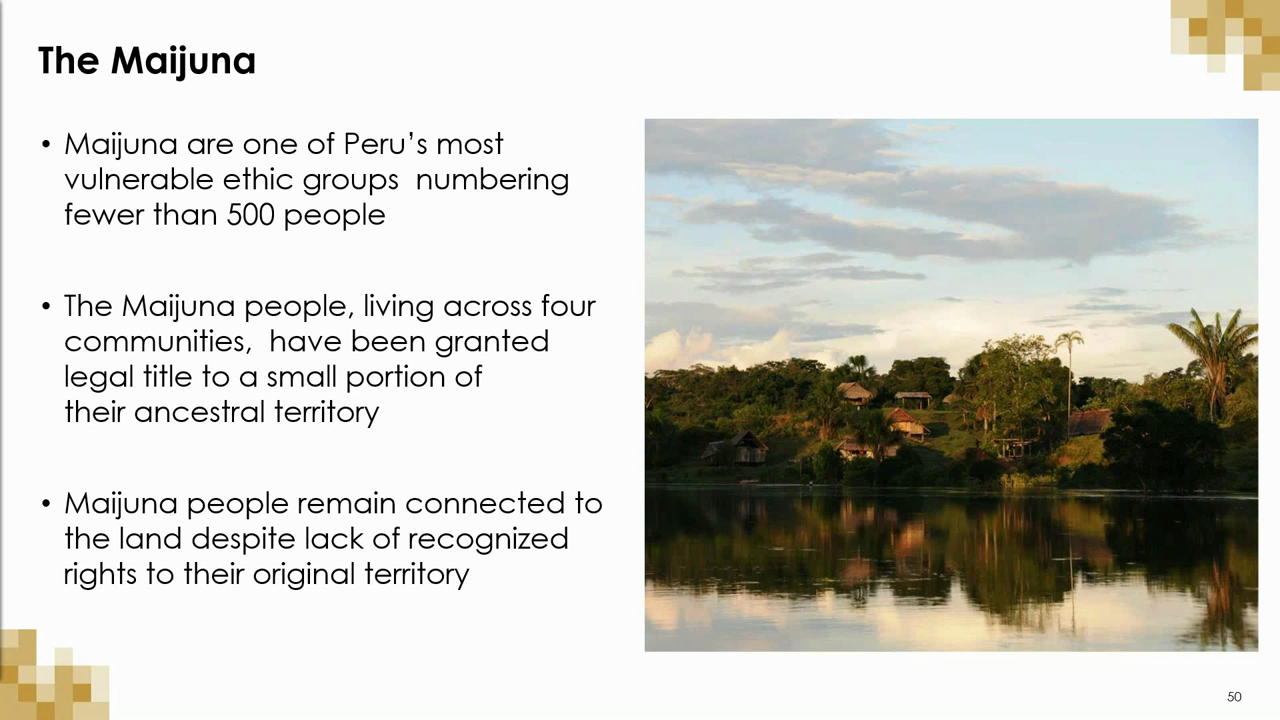 The Maijuna
• Maijuna are one of Peru’s most
vulnerable ethic groups  numbering
fewer than 500 people
• The Maijuna people, living across four
communities,  have been granted
legal title to a small portion of
their ancestral territory
• Maijuna people remain connected to
the land despite lack of recognized
rights to their original territory
50